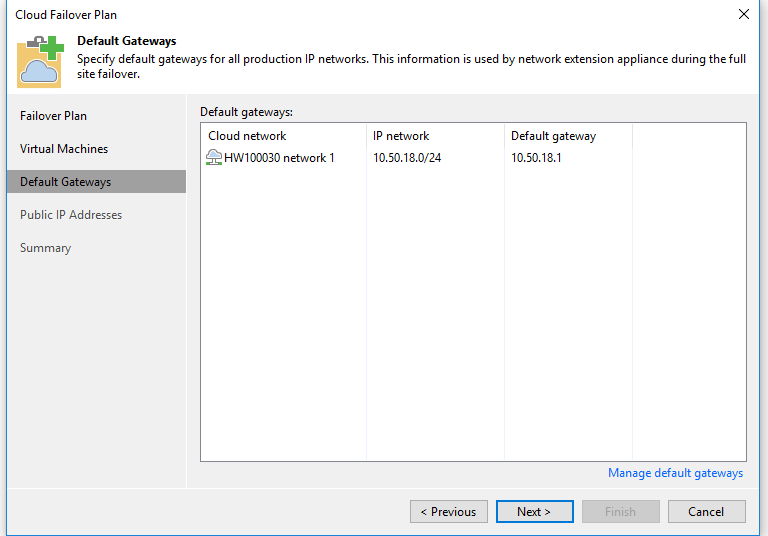 Cloud Failover Plan
Default Gateways
Specify default gateways for all production IP networks. This information is used by network extension appliance during the full
site failover.
Failover Plan
Virtual Machines
Default Gateways
Public IP Addresses
Summary
Default gateways:
Cloud network IP network Default gateway
HW100030 network 1 10.50.18.0/24 10.50.18.1
Manage default gateways
< Previous Next > Finish Cancel